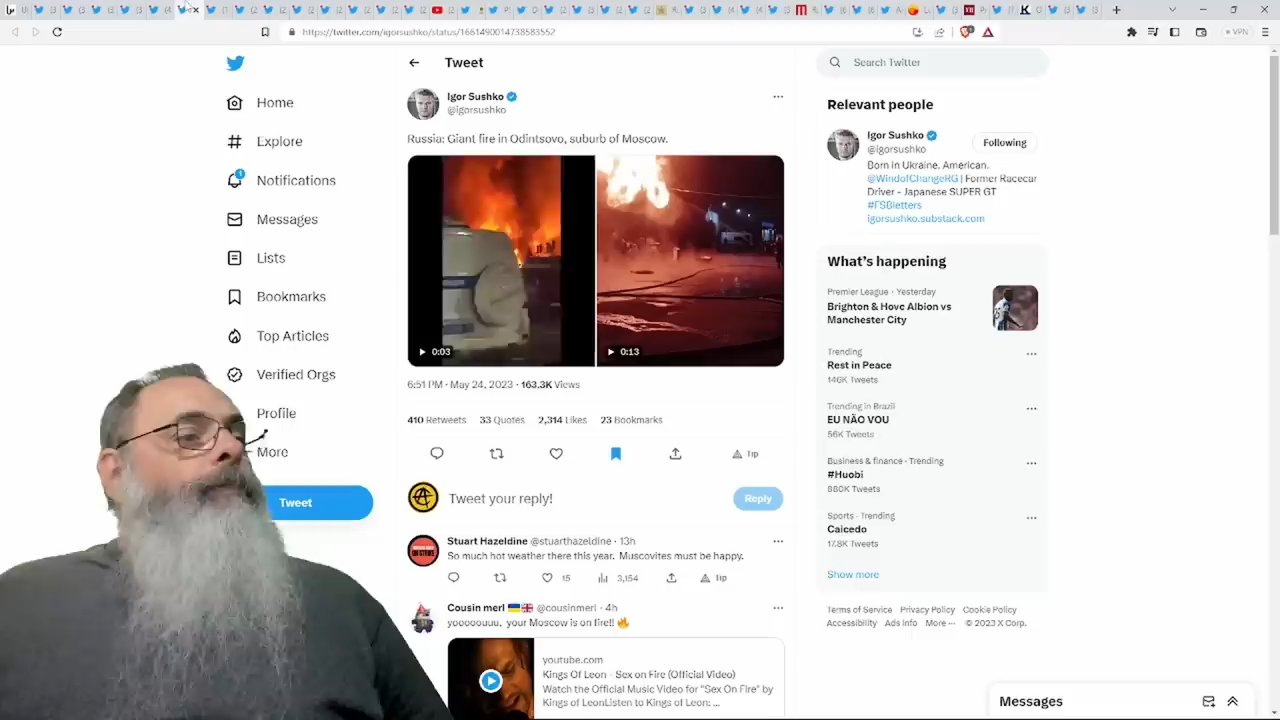 https://twitter.com/igorsushko/status/1661490014738583552
VPN
Home
Explore
1
Notifications
Messages
Lists
Bookmarks
Top Articles
Verified Orgs
Profile
More
Tweet
Tweet
Igor Sushko
@igorsushko
Russia: Giant fire in Odintsovo, suburb of Moscow.
0:03
0:13
6:51 PM · May 24, 2023 · 163.3K Views
410 Retweets 33 Quotes 2,314 Likes 23 Bookmarks
Tip
Tweet your reply!
Reply
Stuart Hazeldine @stuarthazeldine · 13h
So much hot weather there this year. Muscovites must be happy.
15 3,154 Tip
Cousin merl @cousinmerl · 4h
yooooouuu, your Moscow is on fire!!
youtube.com
Kings Of Leon - Sex on Fire (Official Video)
Watch the Official Music Video for "Sex On Fire" by
Kings of LeonListen to Kings of Leon: ...
Search Twitter
Relevant people
Igor Sushko
@igorsushko
Following
Born in Ukraine. American.
@WindofChangeRG | Former Racecar
Driver - Japanese SUPER GT
#FSBletters
igorsushko.substack.com
What's happening
Premier League · Yesterday
Brighton & Hove Albion vs
Manchester City
Trending
Rest in Peace
146K Tweets
Trending in Brazil
EU NÃO VOU
56K Tweets
Business & finance · Trending
#Huobi
880K Tweets
Sports · Trending
Caicedo
17.8K Tweets
Show more
Terms of Service Privacy Policy Cookie Policy
Accessibility Ads info More ··· © 2023 X Corp.
Messages